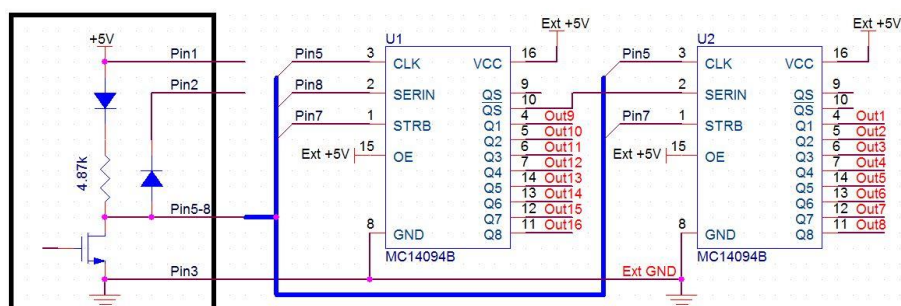 +5V
Pin1
Pin2
4.87k
Pin5-8
Pin3
Pin5
Pin8
Pin7
Ext +5V
U1
3 CLK
2 SERIN
1 STRB
15 OE
8 GND
VCC 16
QS 9
QS 10
Q1 4 Out9
Q2 5 Out10
Q3 6 Out11
Q4 7 Out12
Q5 14 Out13
Q6 13 Out14
Q7 12 Out15
Q8 11 Out16
MC14094B
Ext +5V
Ext GND
Pin5
Pin7
Ext +5V
U2
3 CLK
2 SERIN
1 STRB
15 OE
8 GND
VCC 16
QS 9
QS 10
Q1 4 Out1
Q2 5 Out2
Q3 6 Out3
Q4 7 Out4
Q5 14 Out5
Q6 13 Out6
Q7 12 Out7
Q8 11 Out8
MC14094B
Ext +5V